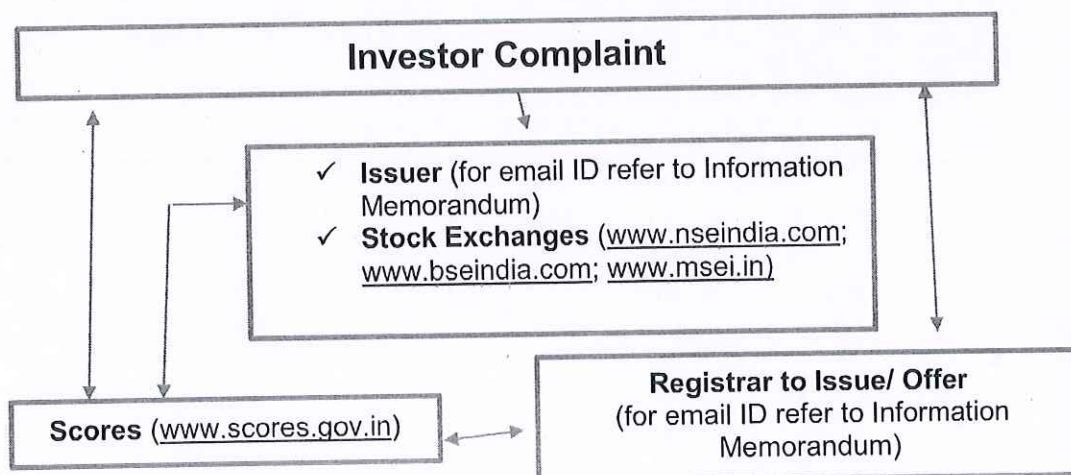 Investor Complaint
✓ Issuer (for email ID refer to Information
Memorandum)
✓ Stock Exchanges (www.nseindia.com;
www.bseindia.com; www.msei.in)
Registrar to Issue/ Offer
(for email ID refer to Information
Memorandum)
Scores (www.scores.gov.in)